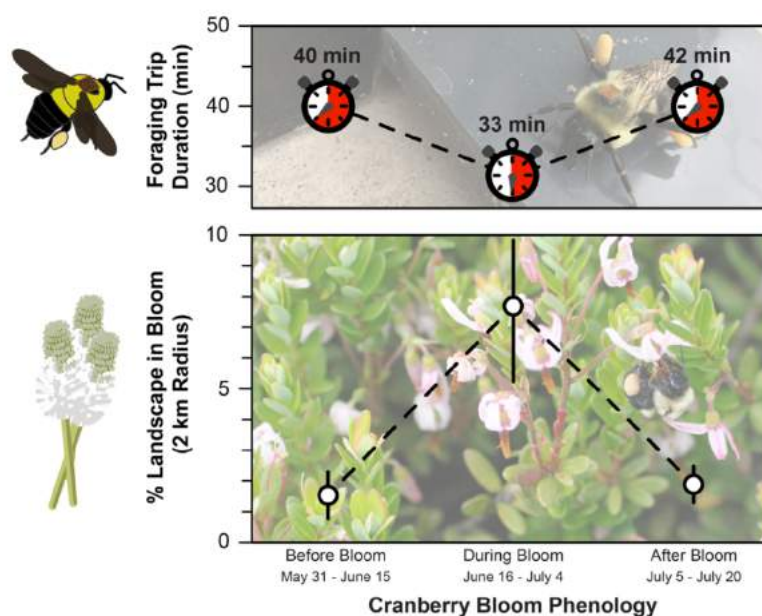 Foraging Trip
Duration (min)
50
40
30
40 min
33 min
42 min
% Landscape in Bloom
(2 km Radius)
10
5
0
Before Bloom
May 31 - June 15
During Bloom
June 16 - July 4
After Bloom
July 5 - July 20
Cranberry Bloom Phenology